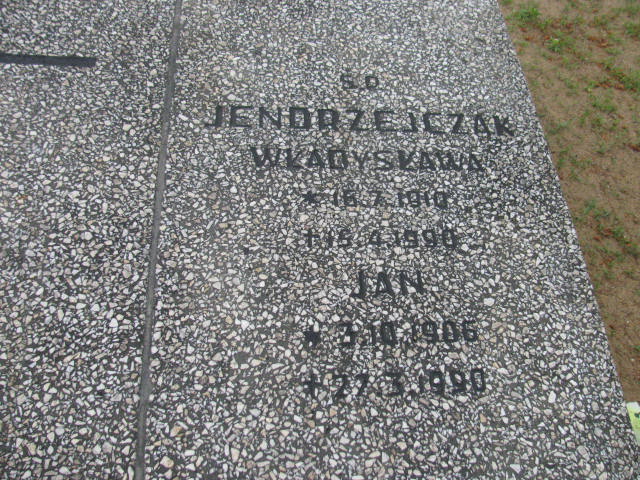 Ś.P.
JENDRZEJCZAK
WŁADYSŁAWA
* 16.7.1910
+ 15.4.1990
JAN
* 3.10.1906
+ 27.3.1990